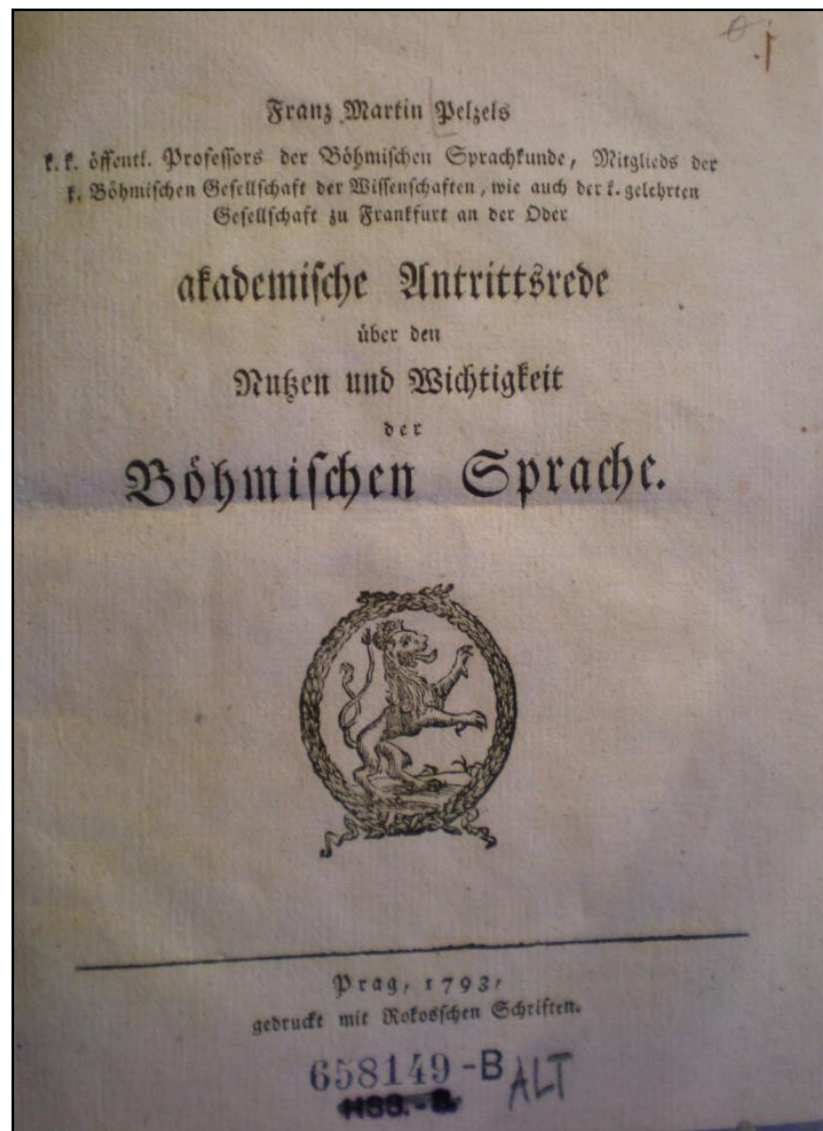 Franz Martin Pelzels
k. k. öffentl. Professors der Böhmischen Sprachkunde, Mitglieds der
k. Böhmischen Gesellschaft der Wissenschaften, wie auch der k. gelehrten
Gesellschaft zu Frankfurt an der Oder
akademische Antrittsrede
über den
Nutzen und Wichtigkeit
der
Böhmischen Sprache.
Prag, 1793,
gedruckt mit Rokosschen Schriften.
658149-B ALT